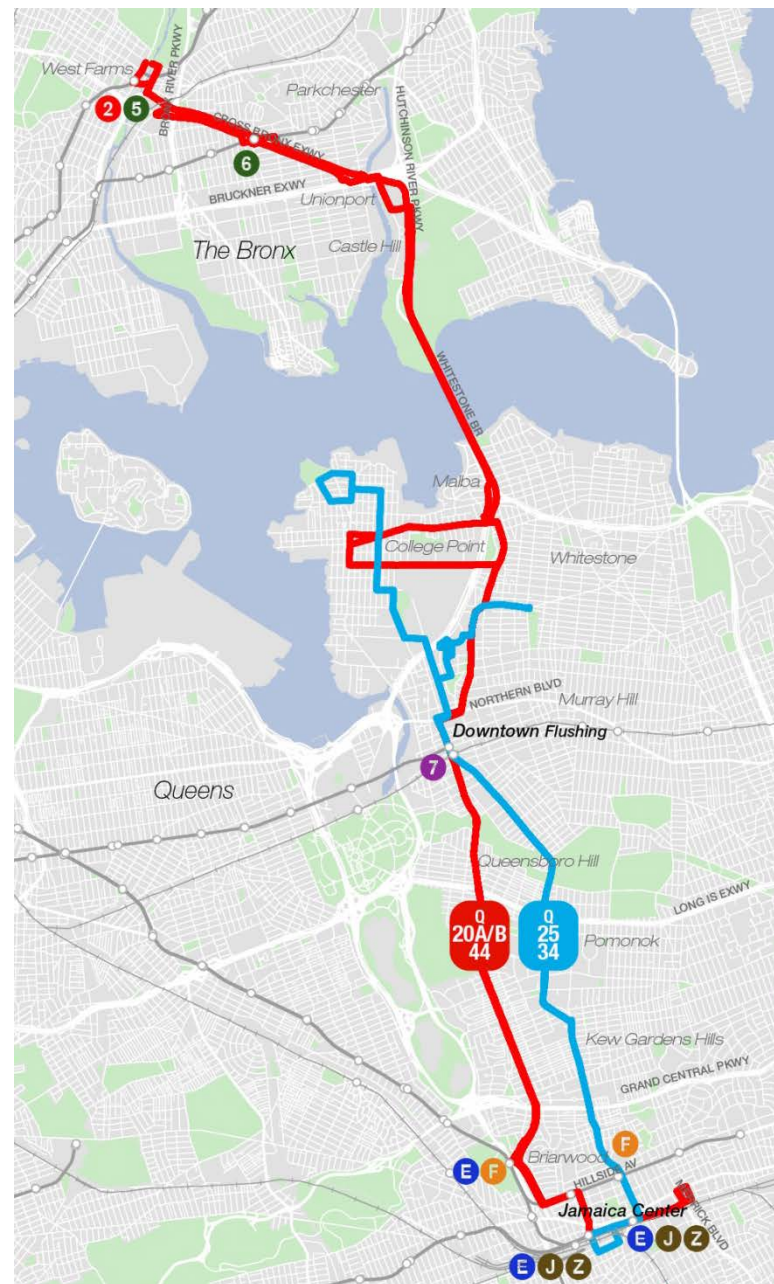 West Farms
BRONX RIVER PKWY
Parkchester
HUTCHINSON RIVER PKWY
2
5
CROSS BRONX EXWY
6
BRUCKNER EXWY
Unionport
The Bronx
Castle Hill
WHITESTONE BR
Malba
College Point
Whitestone
NORTHERN BLVD
Murray Hill
Downtown Flushing
7
Queens
Queensboro Hill
LONG IS EXWY
Q
20A/B
44
Q
25
34
Pomonok
Kew Gardens Hills
GRAND CENTRAL PKWY
E
F
Briarwood
F
HILLSIDE AV
MERRICK BLVD
Jamaica Center
E
J
Z
E
J
Z